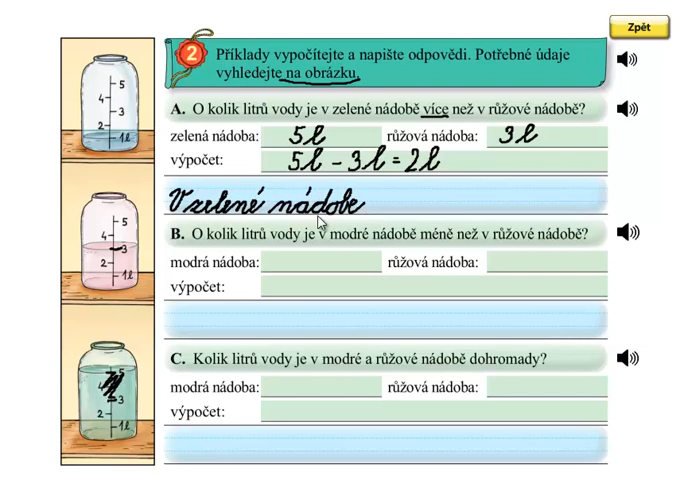 Zpět
2 Příklady vypočítejte a napište odpovědi. Potřebné údaje
vyhledejte na obrázku.
5
4
3
2
1l
A. O kolik litrů vody je v zelené nádobě více než v růžové nádobě?
zelená nádoba: 5l růžová nádoba: 3l
výpočet: 5l - 3l = 2l
V zelené nádobe
5
4
3
2
1l
B. O kolik litrů vody je v modré nádobě méně než v růžové nádobě?
modrá nádoba: růžová nádoba:
výpočet:
5
3
2
1l
C. Kolik litrů vody je v modré a růžové nádobě dohromady?
modrá nádoba: růžová nádoba:
výpočet: